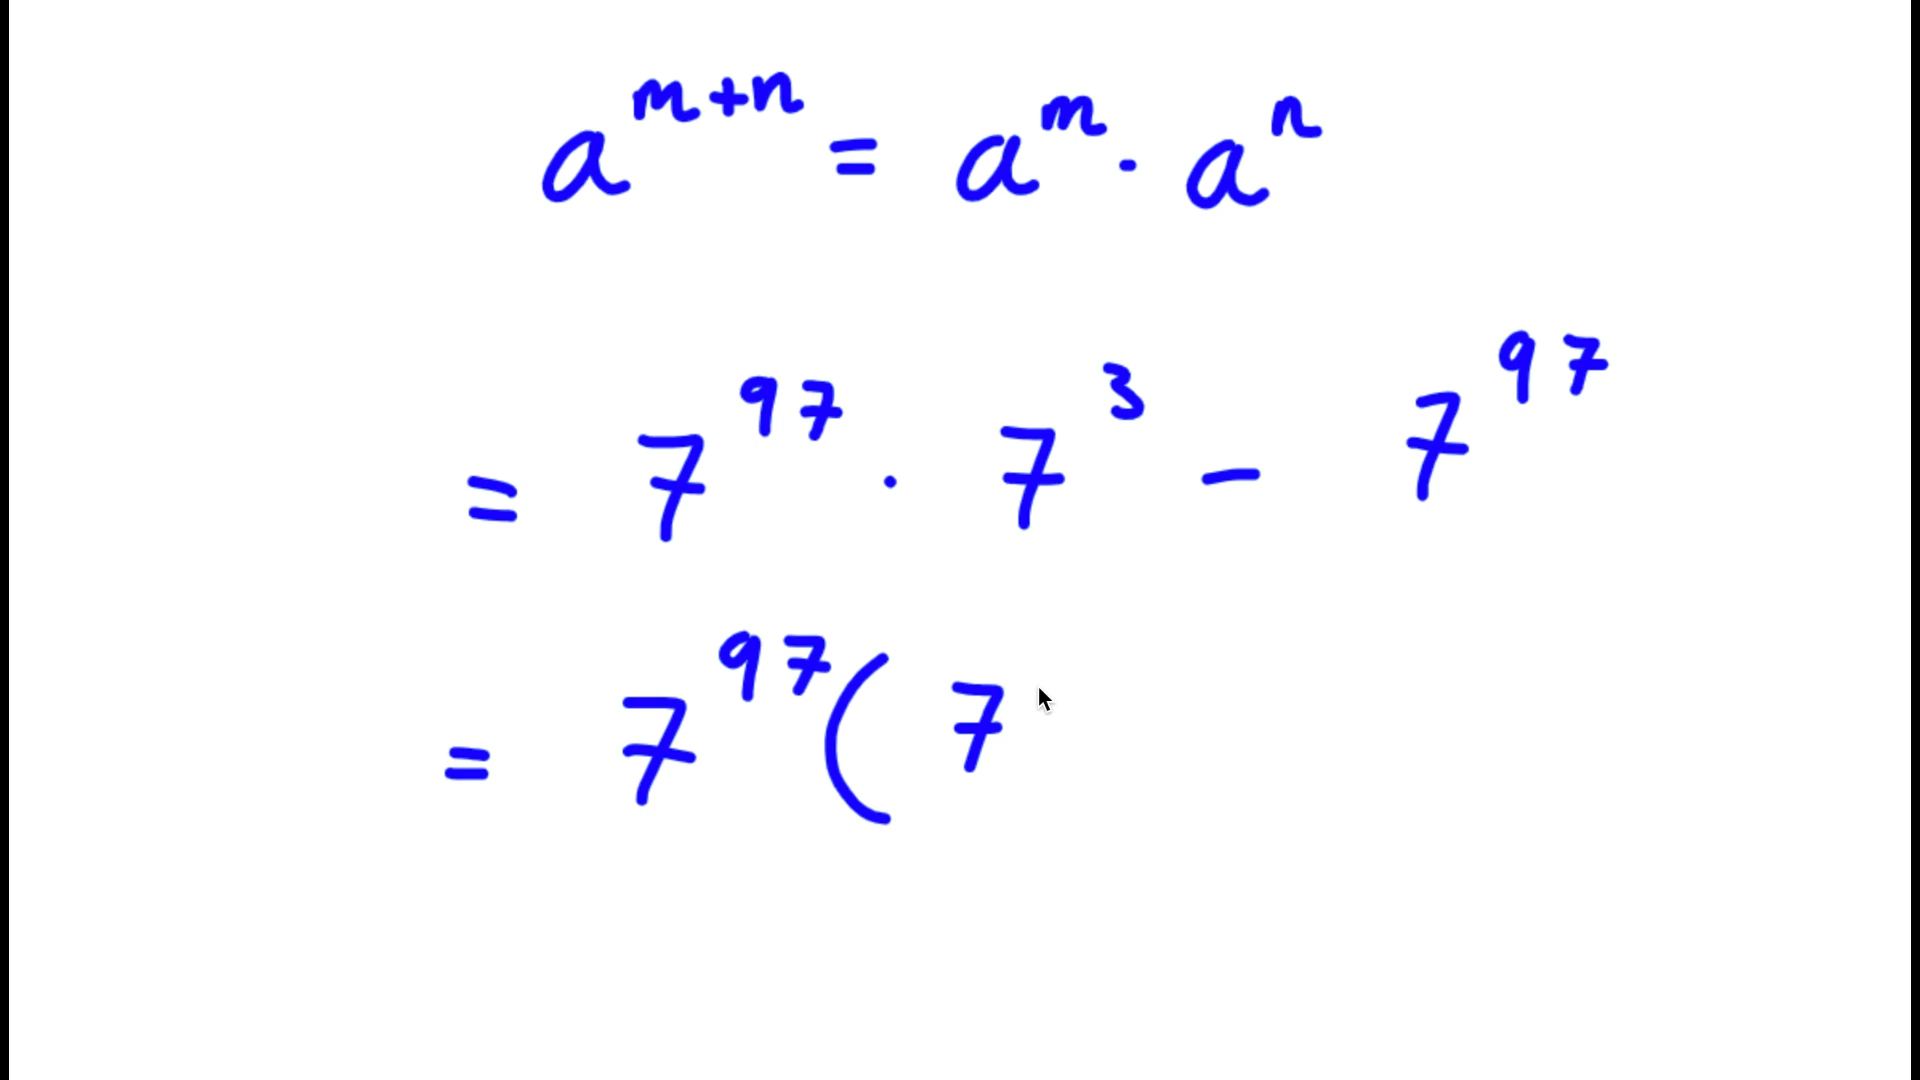 a^{m+n} = a^m · a^n
= 7^{97} · 7^3 − 7^{97}
= 7^{97} ( 7